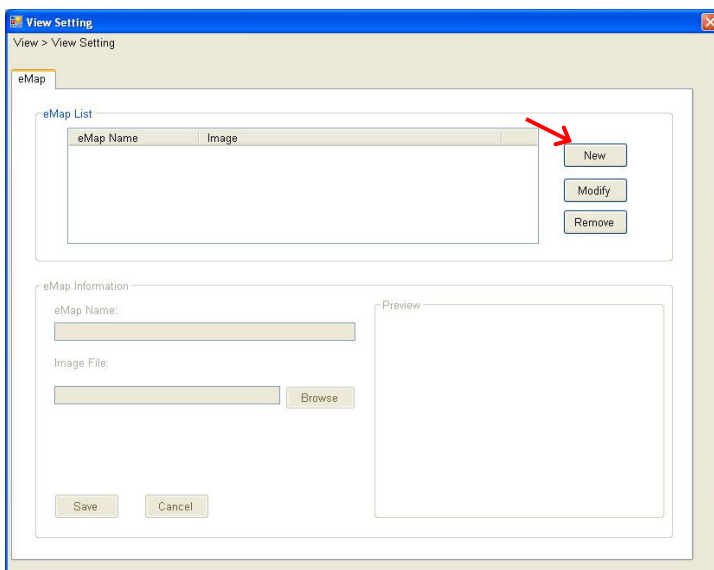 View Setting
View > View Setting
eMap
eMap List
eMap Name Image
New
Modify
Remove
eMap Information
eMap Name:
Preview
Image File:
Browse
Save Cancel